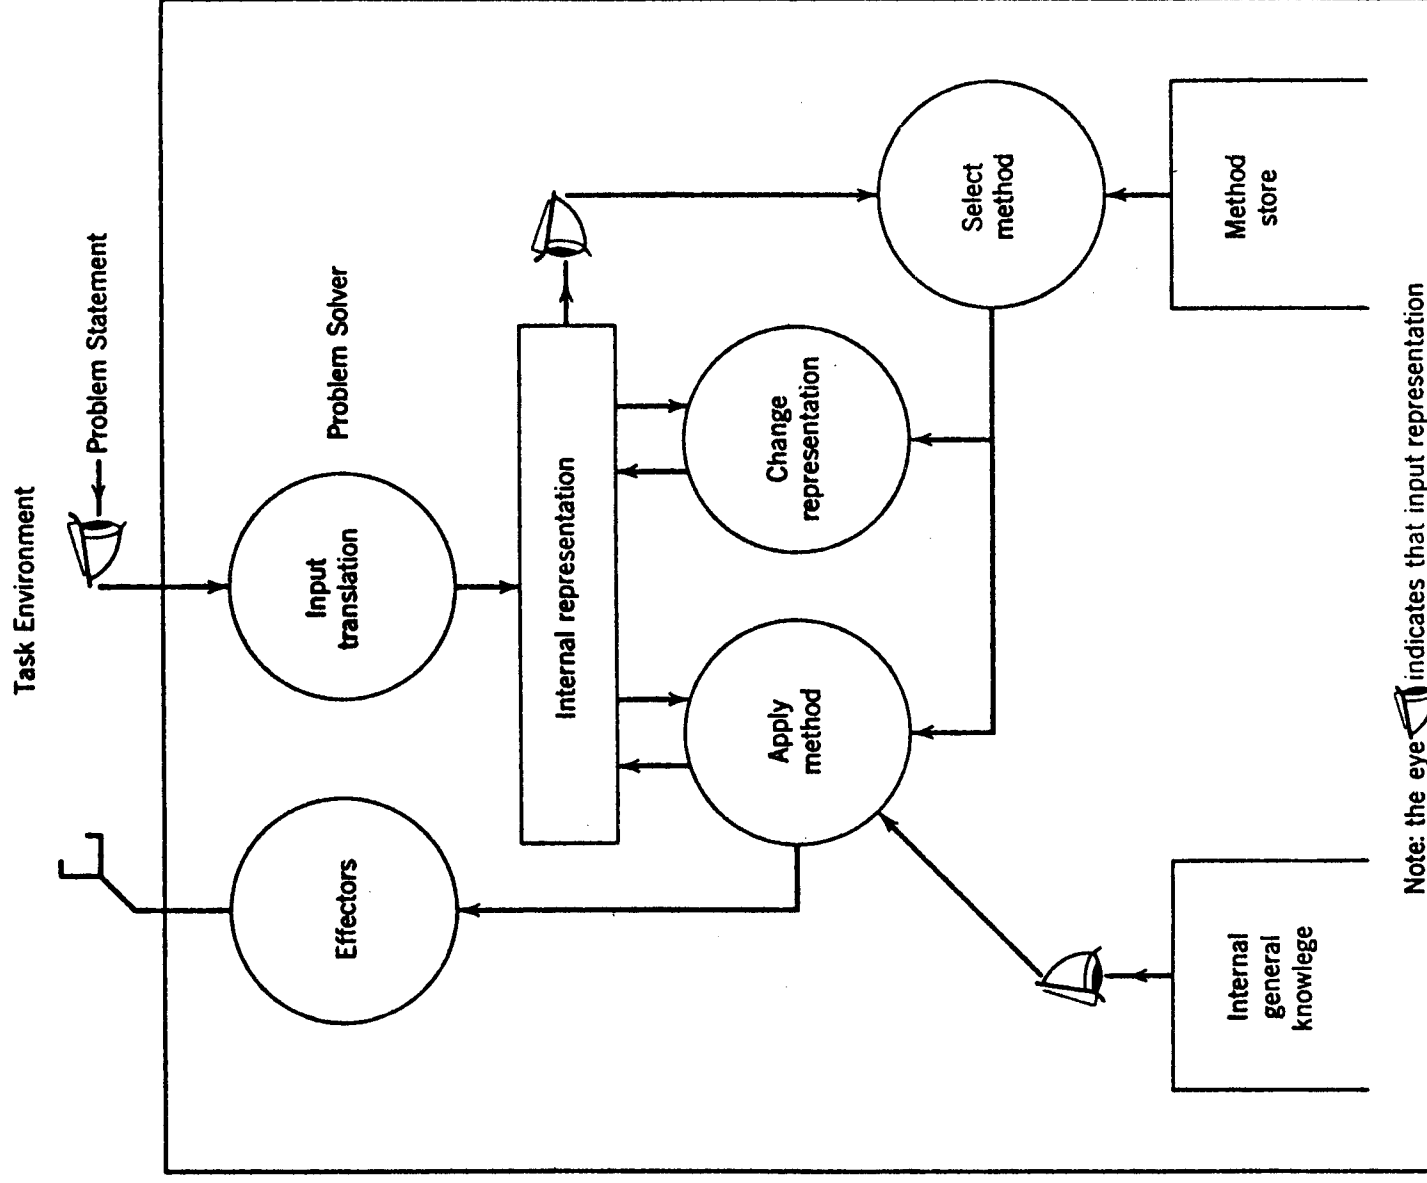 Task Environment
Problem Statement
Problem Solver
Input
translation
Effectors
Internal representation
Apply
method
Change
representation
Select
method
Internal
general
knowlege
Method
store
Note: the eye indicates that input representation